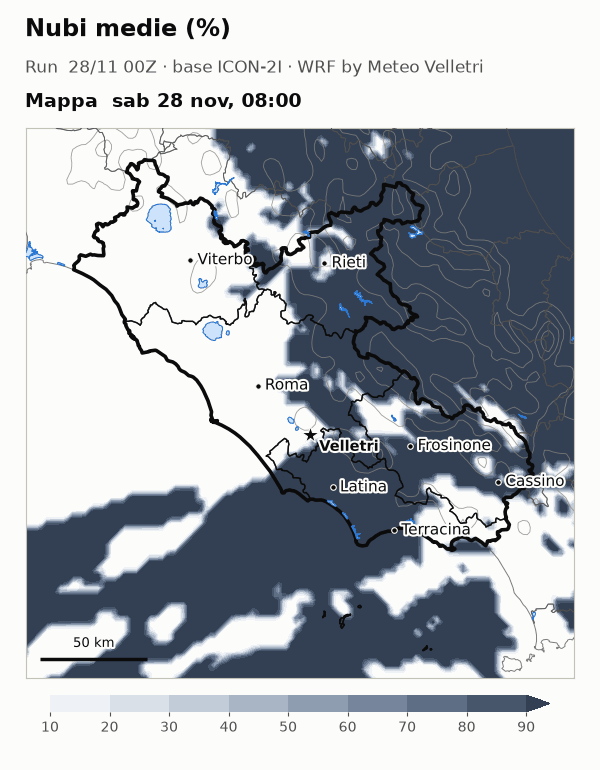 Nubi medie (%)
Run  28/11 00Z · base ICON-2I · WRF by Meteo Velletri
Mappa  sab 28 nov, 08:00
Viterbo
Rieti
Roma
Velletri
Frosinone
Cassino
Latina
Terracina
50 km
10 20 30 40 50 60 70 80 90